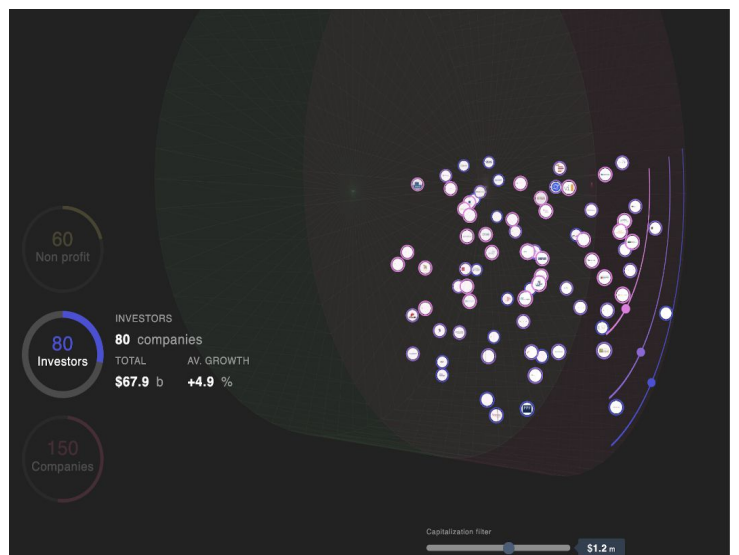 60
Non profit
80
Investors
INVESTORS
80 companies
TOTAL AV. GROWTH
$67.9 b +4.9 %
150
Companies
Capitalization filter
$1.2 m